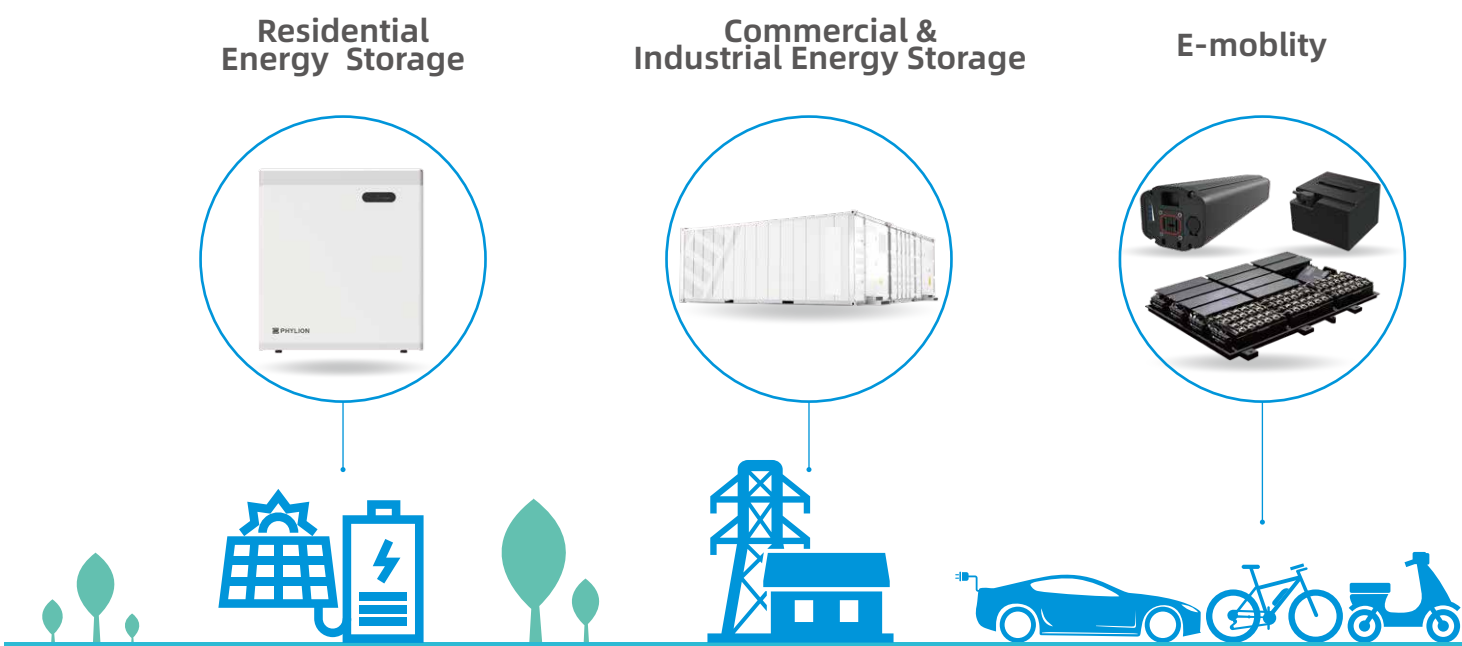 Residential
Energy Storage
Commercial &
Industrial Energy Storage
E-moblity
PHYLION